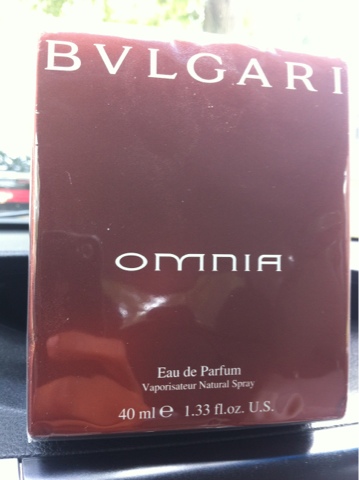 BVLGARI
OMNIA
Eau de Parfum
Vaporisateur Natural Spray
40 ml ℮ 1.33 fl.oz. U.S.